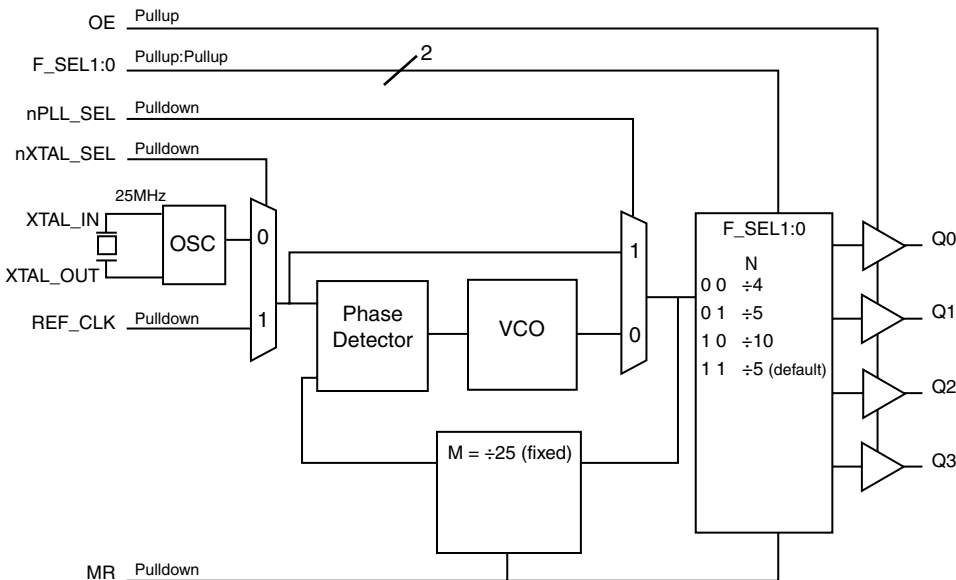 OE Pullup
F_SEL1:0 Pullup:Pullup 2
nPLL_SEL Pulldown
nXTAL_SEL Pulldown
25MHz
XTAL_IN
OSC
XTAL_OUT
REF_CLK Pulldown
0
1
Phase
Detector
VCO
1
0
M = ÷25 (fixed)
F_SEL1:0
N
0 0 ÷4
0 1 ÷5
1 0 ÷10
1 1 ÷5 (default)
Q0
Q1
Q2
Q3
MR Pulldown